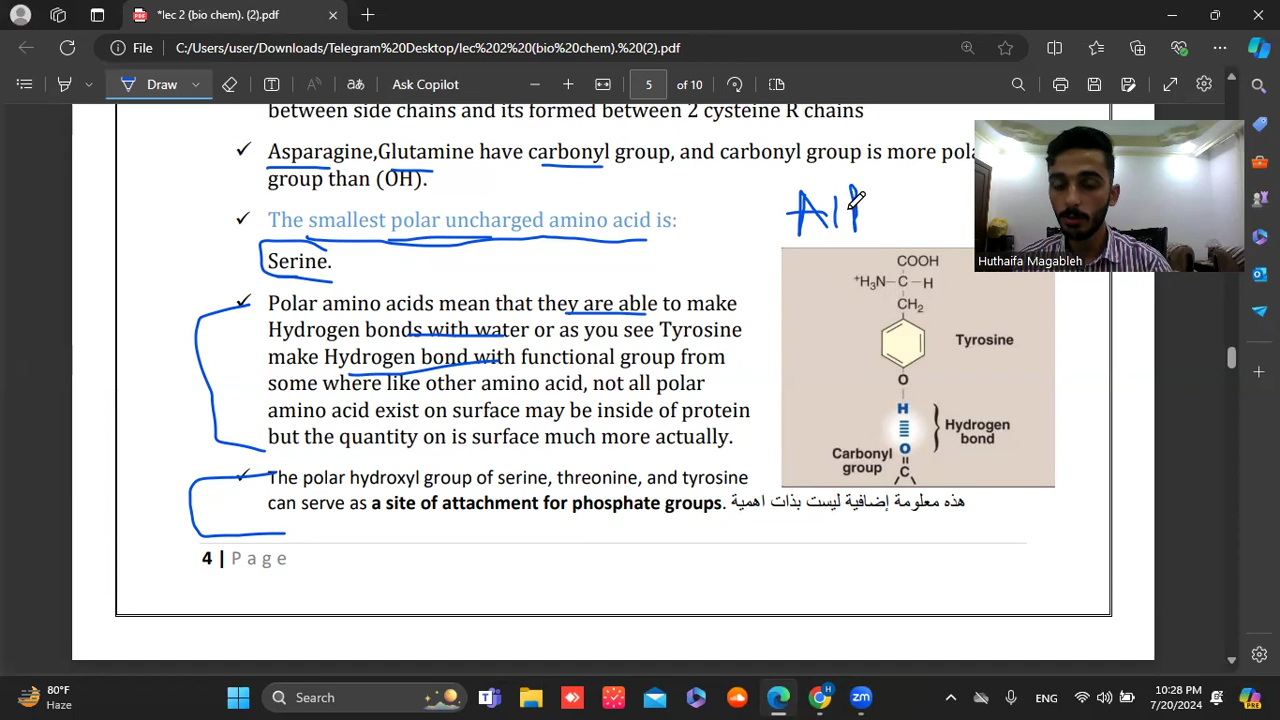 *lec 2 (bio chem). (2).pdf
File C:/Users/user/Downloads/Telegram%20Desktop/lec%202%20(bio%20chem).%20(2).pdf
Draw Ask Copilot 5 of 10
between side chains and its formed between 2 cysteine R chains
✓ Asparagine,Glutamine have carbonyl group, and carbonyl group is more pola
group than (OH).
✓ The smallest polar uncharged amino acid is:
Serine.
✓ Polar amino acids mean that they are able to make
Hydrogen bonds with water or as you see Tyrosine
make Hydrogen bond with functional group from
some where like other amino acid, not all polar
amino acid exist on surface may be inside of protein
but the quantity on is surface much more actually.
✓ The polar hydroxyl group of serine, threonine, and tyrosine
can serve as a site of attachment for phosphate groups. هذه معلومة إضافية ليست بذات اهمية
4 | Page
Huthaifa Magableh
COOH
⁺H₃N–C–H
CH₂
Tyrosine
O
H
Hydrogen
bond
O
Carbonyl
group
C
80°F
Haze
Search
ENG
10:28 PM
7/20/2024